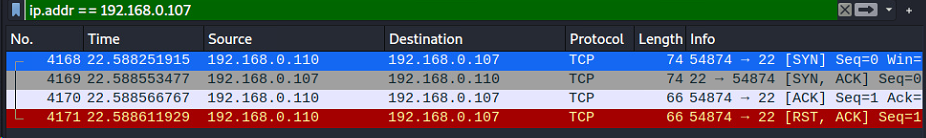 ip.addr == 192.168.0.107
No. Time Source Destination Protocol Length Info
4168 22.588251915 192.168.0.110 192.168.0.107 TCP 74 54874 → 22 [SYN] Seq=0 Win=
4169 22.588553477 192.168.0.107 192.168.0.110 TCP 74 22 → 54874 [SYN, ACK] Seq=0
4170 22.588566767 192.168.0.110 192.168.0.107 TCP 66 54874 → 22 [ACK] Seq=1 Ack=
4171 22.588611929 192.168.0.110 192.168.0.107 TCP 66 54874 → 22 [RST, ACK] Seq=1